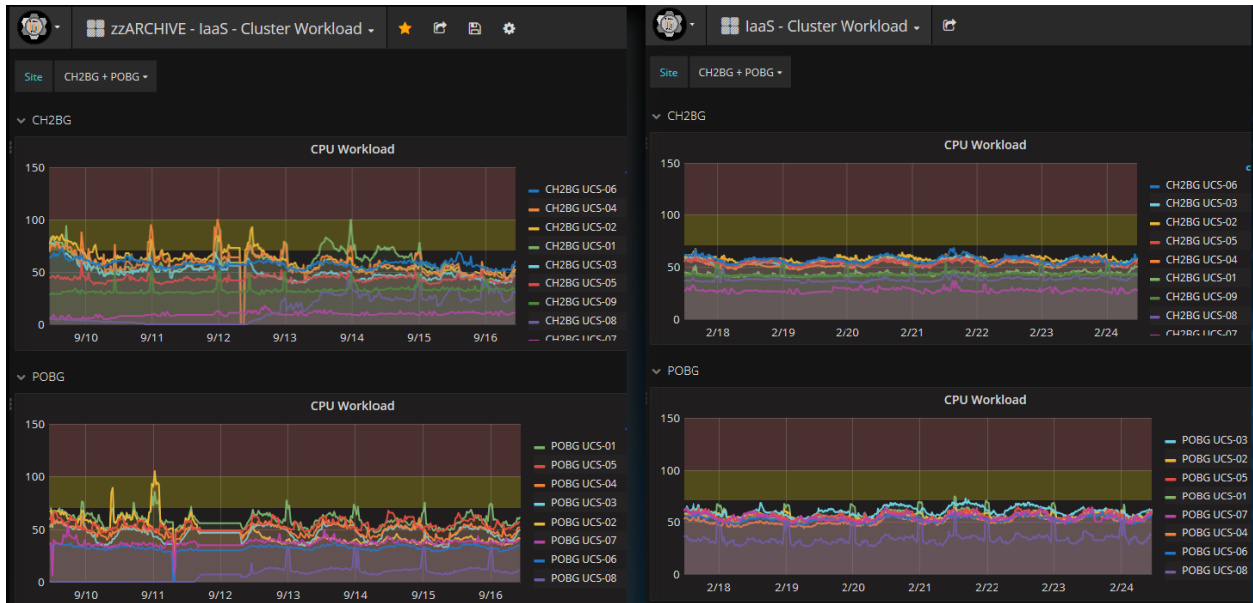 zzARCHIVE - IaaS - Cluster Workload
Site CH2BG + POBG
CH2BG
CPU Workload
150
100
50
0
9/10 9/11 9/12 9/13 9/14 9/15 9/16
CH2BG UCS-06
CH2BG UCS-04
CH2BG UCS-02
CH2BG UCS-01
CH2BG UCS-03
CH2BG UCS-05
CH2BG UCS-09
CH2BG UCS-08
CH2BG UCS-07
POBG
CPU Workload
150
100
50
0
9/10 9/11 9/12 9/13 9/14 9/15 9/16
POBG UCS-01
POBG UCS-05
POBG UCS-04
POBG UCS-03
POBG UCS-02
POBG UCS-07
POBG UCS-06
POBG UCS-08
IaaS - Cluster Workload
Site CH2BG + POBG
CH2BG
CPU Workload
150
100
50
0
2/18 2/19 2/20 2/21 2/22 2/23 2/24
CH2BG UCS-06
CH2BG UCS-03
CH2BG UCS-02
CH2BG UCS-05
CH2BG UCS-04
CH2BG UCS-01
CH2BG UCS-09
CH2BG UCS-08
CH2BG UCS-07
POBG
CPU Workload
150
100
50
0
2/18 2/19 2/20 2/21 2/22 2/23 2/24
POBG UCS-03
POBG UCS-02
POBG UCS-05
POBG UCS-01
POBG UCS-07
POBG UCS-04
POBG UCS-06
POBG UCS-08